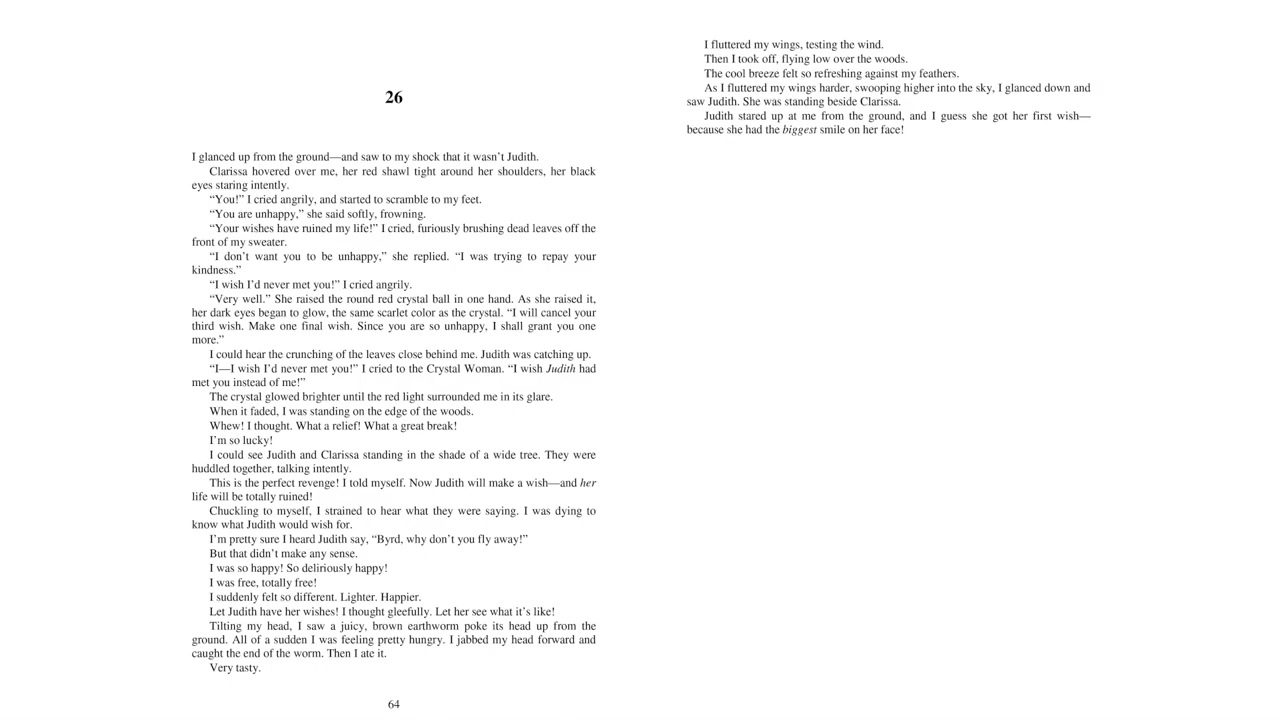 26
I glanced up from the ground—and saw to my shock that it wasn’t Judith.
Clarissa hovered over me, her red shawl tight around her shoulders, her black
eyes staring intently.
“You!” I cried angrily, and started to scramble to my feet.
“You are unhappy,” she said softly, frowning.
“Your wishes have ruined my life!” I cried, furiously brushing dead leaves off the
front of my sweater.
“I don’t want you to be unhappy,” she replied. “I was trying to repay your
kindness.”
“I wish I’d never met you!” I cried angrily.
“Very well.” She raised the round red crystal ball in one hand. As she raised it,
her dark eyes began to glow, the same scarlet color as the crystal. “I will cancel your
third wish. Make one final wish. Since you are so unhappy, I shall grant you one
more.”
I could hear the crunching of the leaves close behind me. Judith was catching up.
“I—I wish I’d never met you!” I cried to the Crystal Woman. “I wish Judith had
met you instead of me!”
The crystal glowed brighter until the red light surrounded me in its glare.
When it faded, I was standing on the edge of the woods.
Whew! I thought. What a relief! What a great break!
I’m so lucky!
I could see Judith and Clarissa standing in the shade of a wide tree. They were
huddled together, talking intently.
This is the perfect revenge! I told myself. Now Judith will make a wish—and her
life will be totally ruined!
Chuckling to myself, I strained to hear what they were saying. I was dying to
know what Judith would wish for.
I’m pretty sure I heard Judith say, “Byrd, why don’t you fly away!”
But that didn’t make any sense.
I was so happy! So deliriously happy!
I was free, totally free!
I suddenly felt so different. Lighter. Happier.
Let Judith have her wishes! I thought gleefully. Let her see what it’s like!
Tilting my head, I saw a juicy, brown earthworm poke its head up from the
ground. All of a sudden I was feeling pretty hungry. I jabbed my head forward and
caught the end of the worm. Then I ate it.
Very tasty.
64
I fluttered my wings, testing the wind.
Then I took off, flying low over the woods.
The cool breeze felt so refreshing against my feathers.
As I fluttered my wings harder, swooping higher into the sky, I glanced down and
saw Judith. She was standing beside Clarissa.
Judith stared up at me from the ground, and I guess she got her first wish—
because she had the biggest smile on her face!